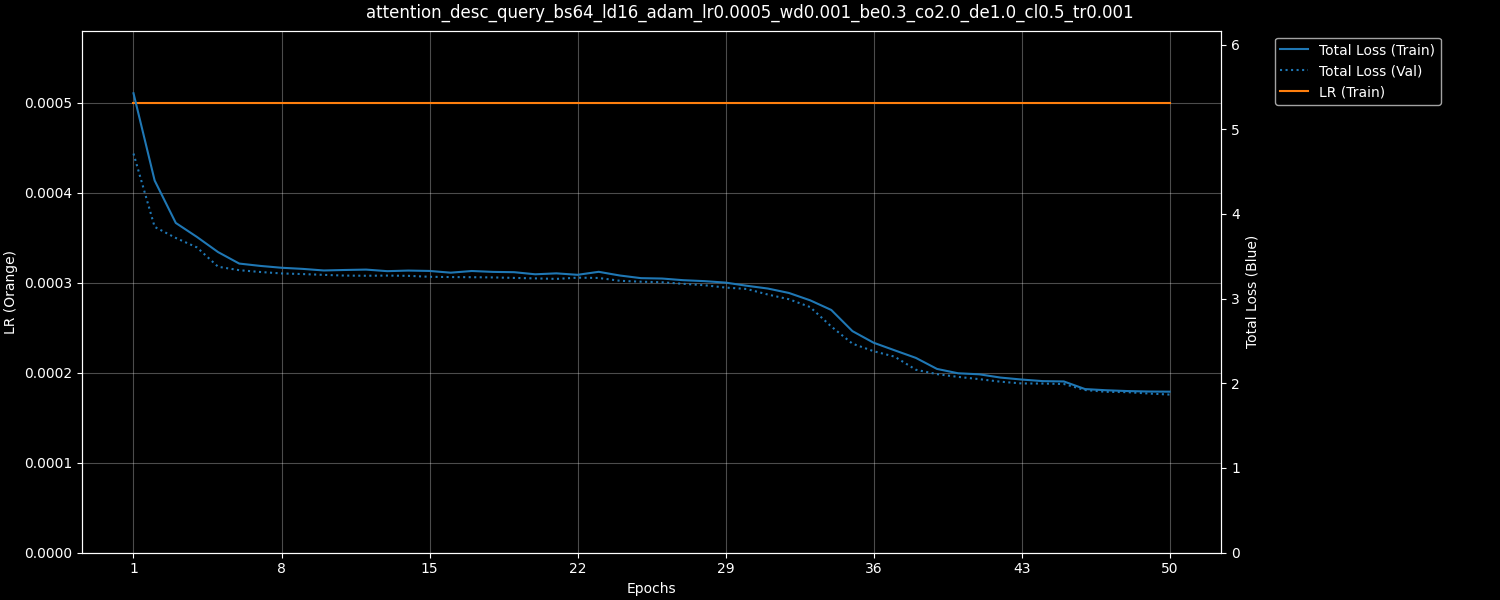 attention_desc_query_bs64_ld16_adam_lr0.0005_wd0.001_be0.3_co2.0_de1.0_cl0.5_tr0.001
Total Loss (Train)
Total Loss (Val)
LR (Train)
LR (Orange)
0.0005
0.0004
0.0003
0.0002
0.0001
0.0000
6
5
4
3
2
1
0
Total Loss (Blue)
1 8 15 22 29 36 43 50
Epochs